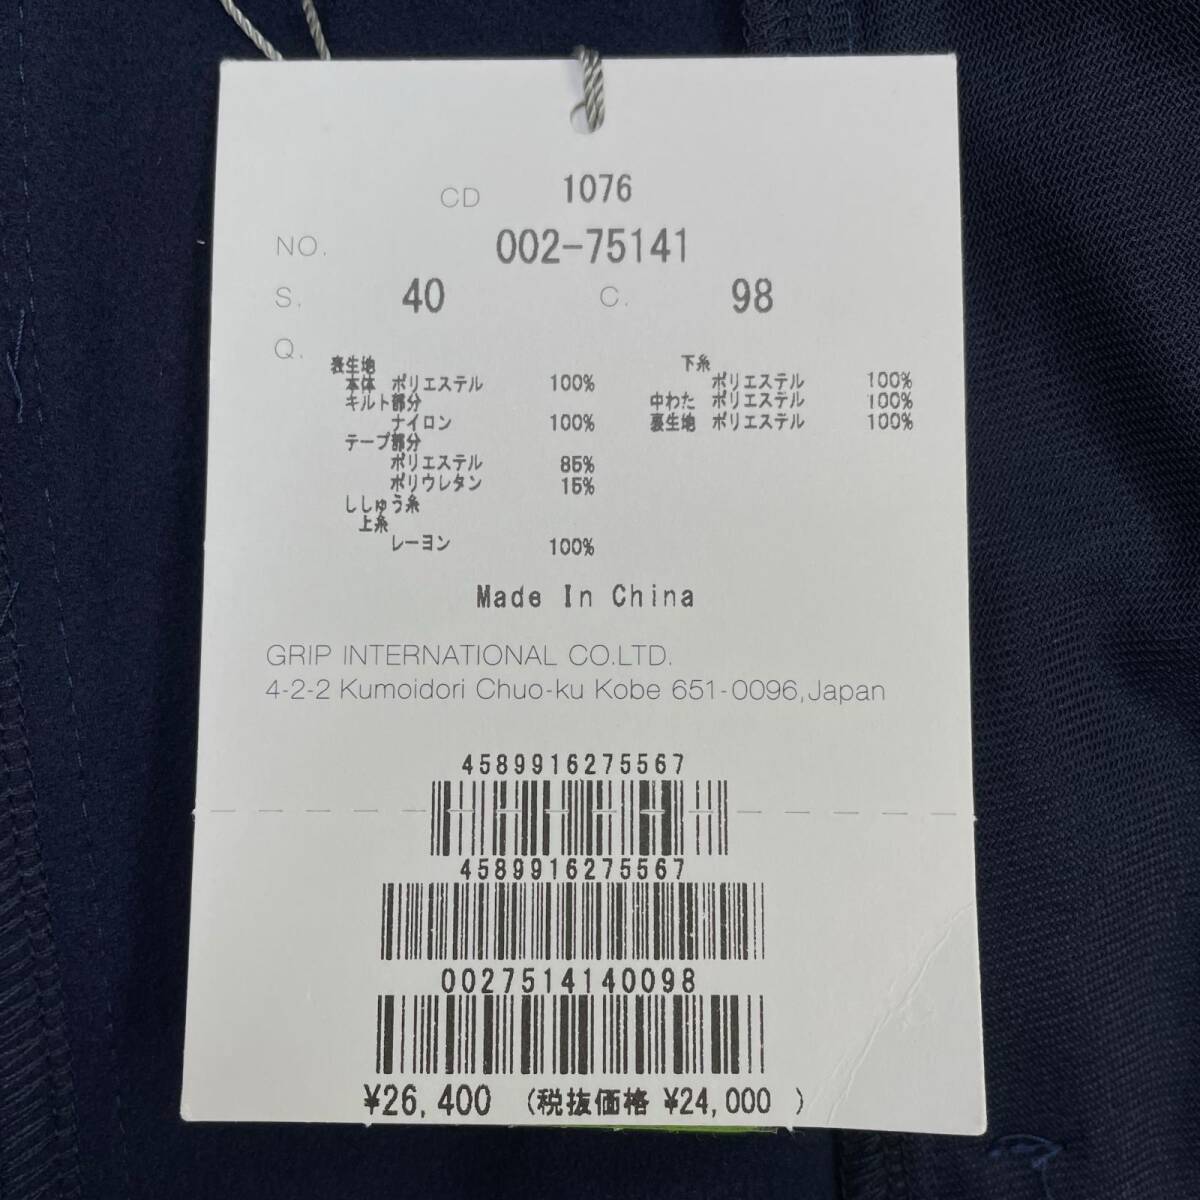 CD 1076
NO. 002-75141
S. 40 C. 98
Q.
表生地
本体 ポリエステル 100%
キルト部分
ナイロン 100%
テープ部分
ポリエステル 85%
ポリウレタン 15%
ししゅう糸
上糸
レーヨン 100%
下糸
ポリエステル 100%
中わた ポリエステル 100%
裏生地 ポリエステル 100%
Made In China
GRIP INTERNATIONAL CO.LTD.
4-2-2 Kumoidori Chuo-ku Kobe 651-0096,Japan
4589916275567
4589916275567
0027514140098
¥26,400 (税抜価格 ¥24,000 )